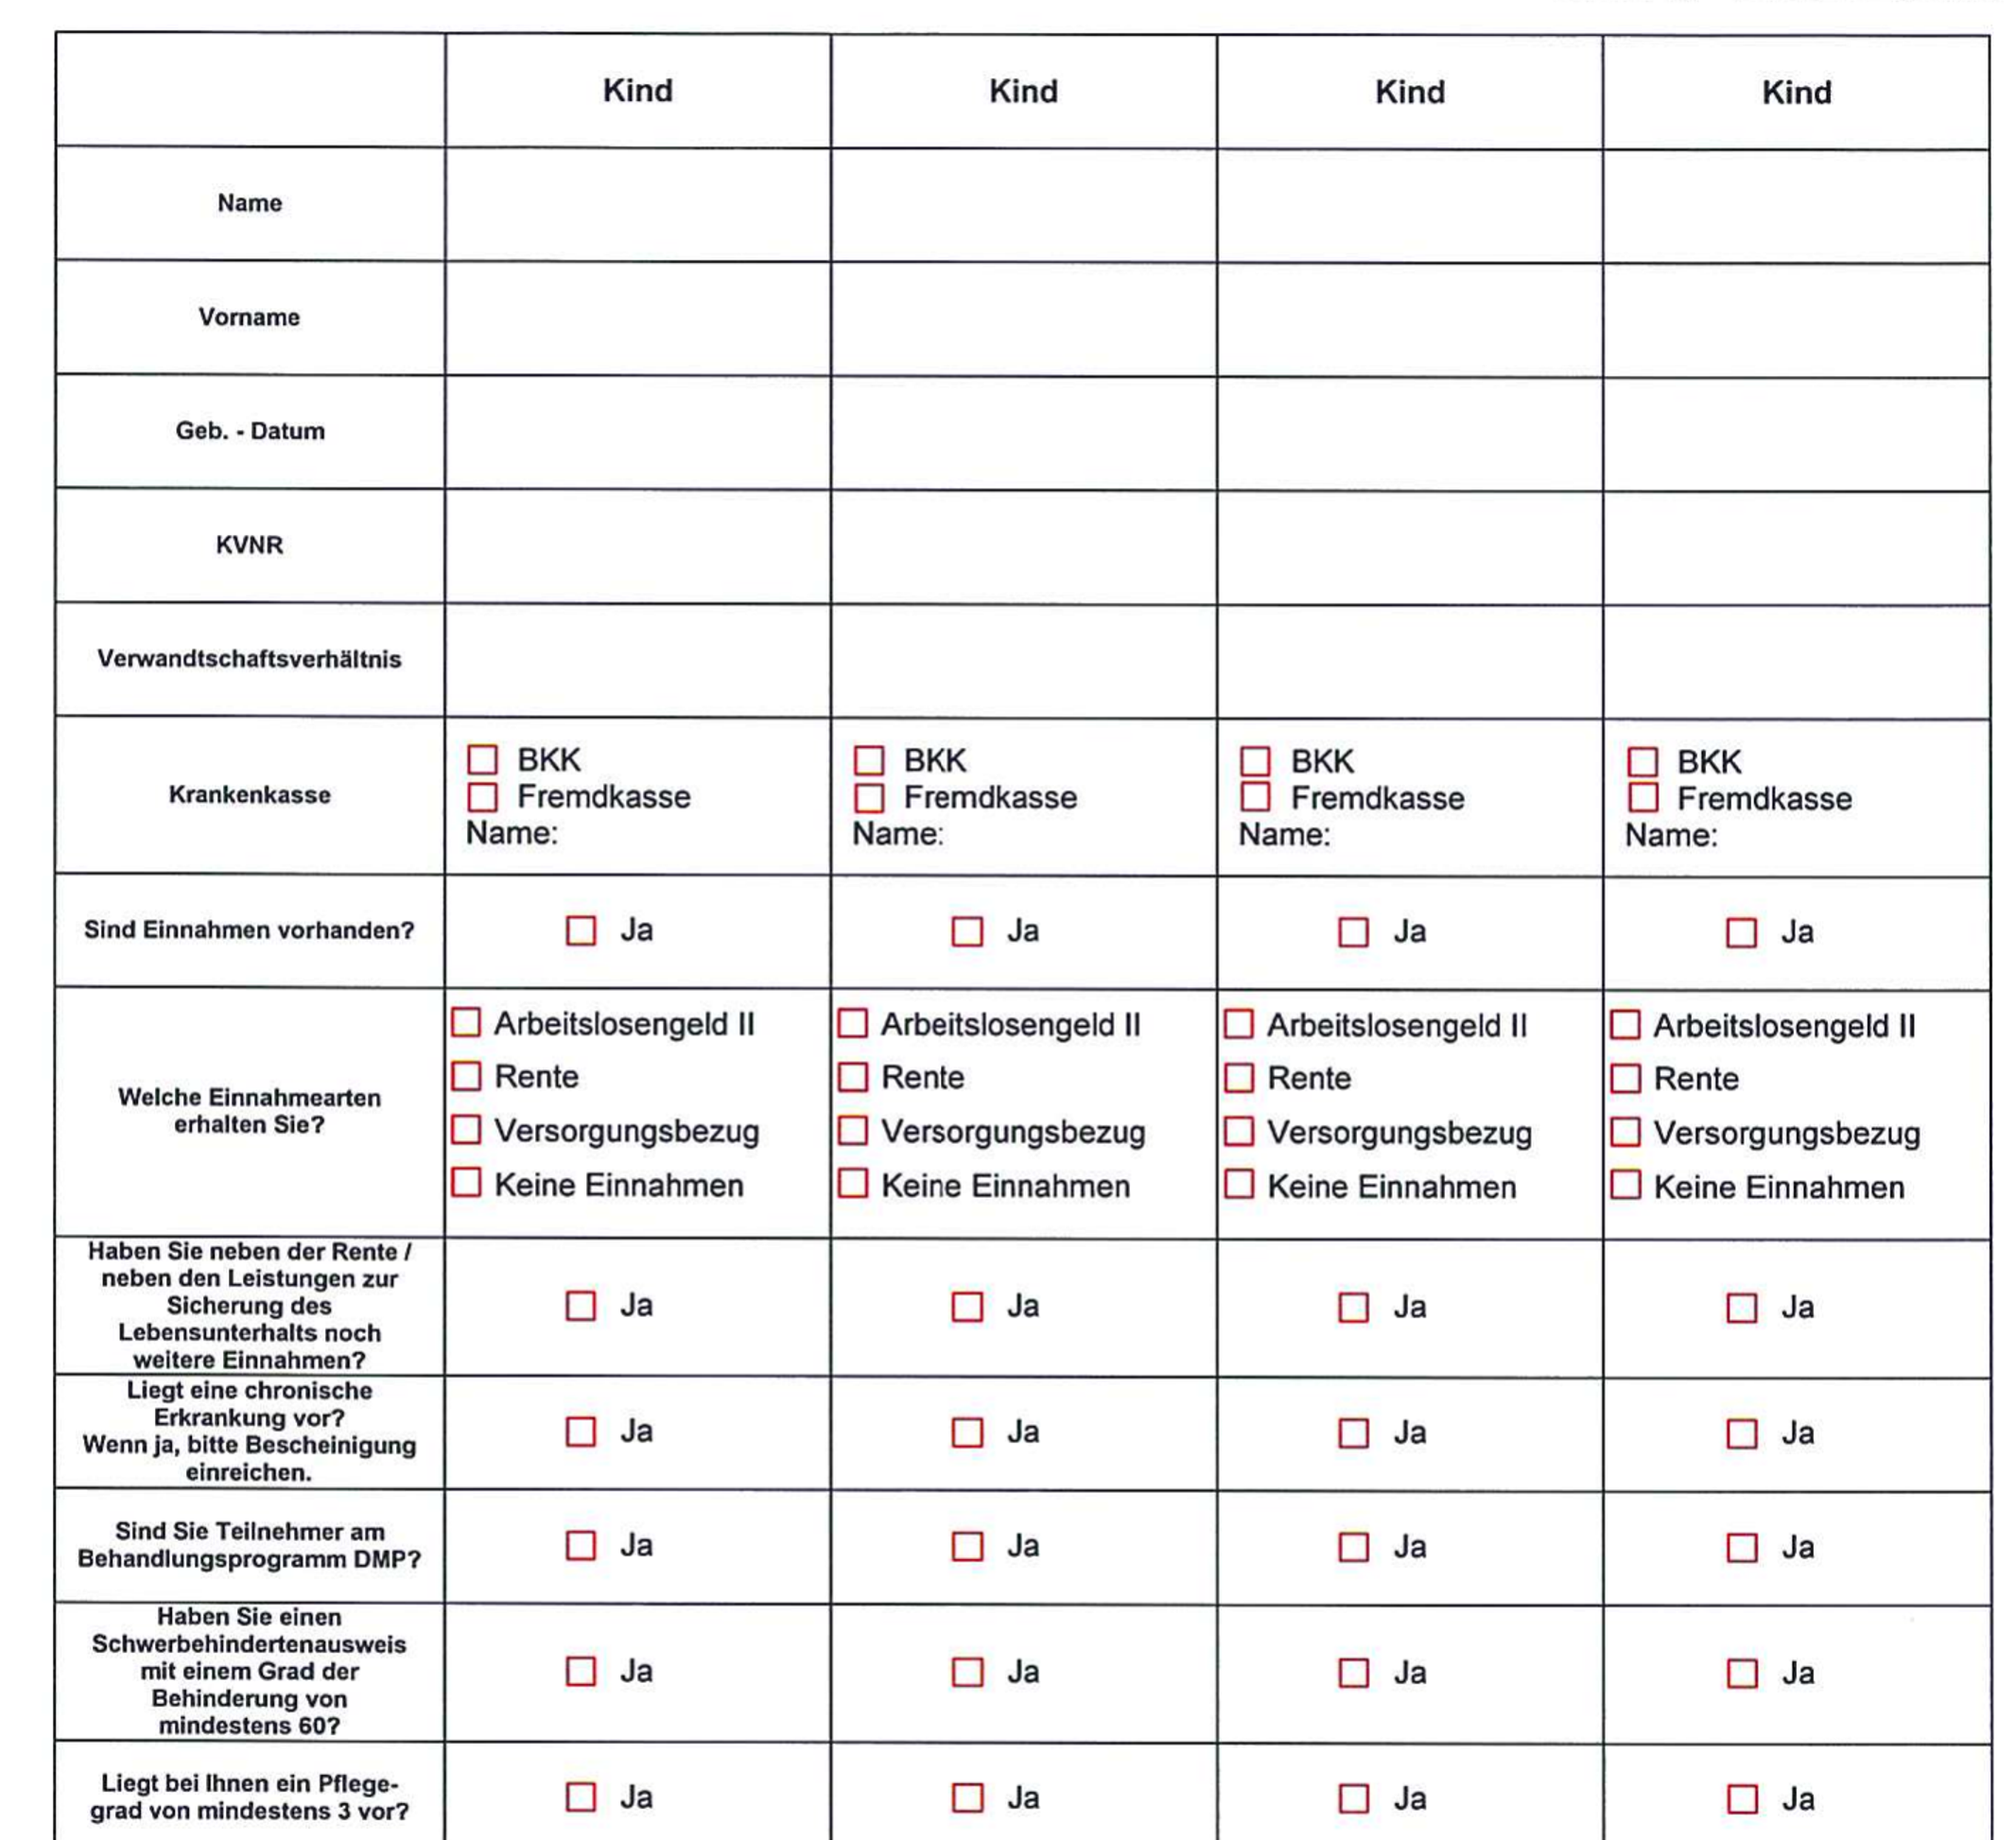 Kind Kind Kind Kind
Name
Vorname
Geb. - Datum
KVNR
Verwandtschaftsverhältnis
Krankenkasse
BKK
Fremdkasse
Name:
BKK
Fremdkasse
Name:
BKK
Fremdkasse
Name:
BKK
Fremdkasse
Name:
Sind Einnahmen vorhanden? Ja Ja Ja Ja
Welche Einnahmearten
erhalten Sie?
Arbeitslosengeld II
Rente
Versorgungsbezug
Keine Einnahmen
Arbeitslosengeld II
Rente
Versorgungsbezug
Keine Einnahmen
Arbeitslosengeld II
Rente
Versorgungsbezug
Keine Einnahmen
Arbeitslosengeld II
Rente
Versorgungsbezug
Keine Einnahmen
Haben Sie neben der Rente /
neben den Leistungen zur
Sicherung des
Lebensunterhalts noch
weitere Einnahmen?
Ja Ja Ja Ja
Liegt eine chronische
Erkrankung vor?
Wenn ja, bitte Bescheinigung
einreichen.
Ja Ja Ja Ja
Sind Sie Teilnehmer am
Behandlungsprogramm DMP?
Ja Ja Ja Ja
Haben Sie einen
Schwerbehindertenausweis
mit einem Grad der
Behinderung von
mindestens 60?
Ja Ja Ja Ja
Liegt bei Ihnen ein Pflege-
grad von mindestens 3 vor?
Ja Ja Ja Ja